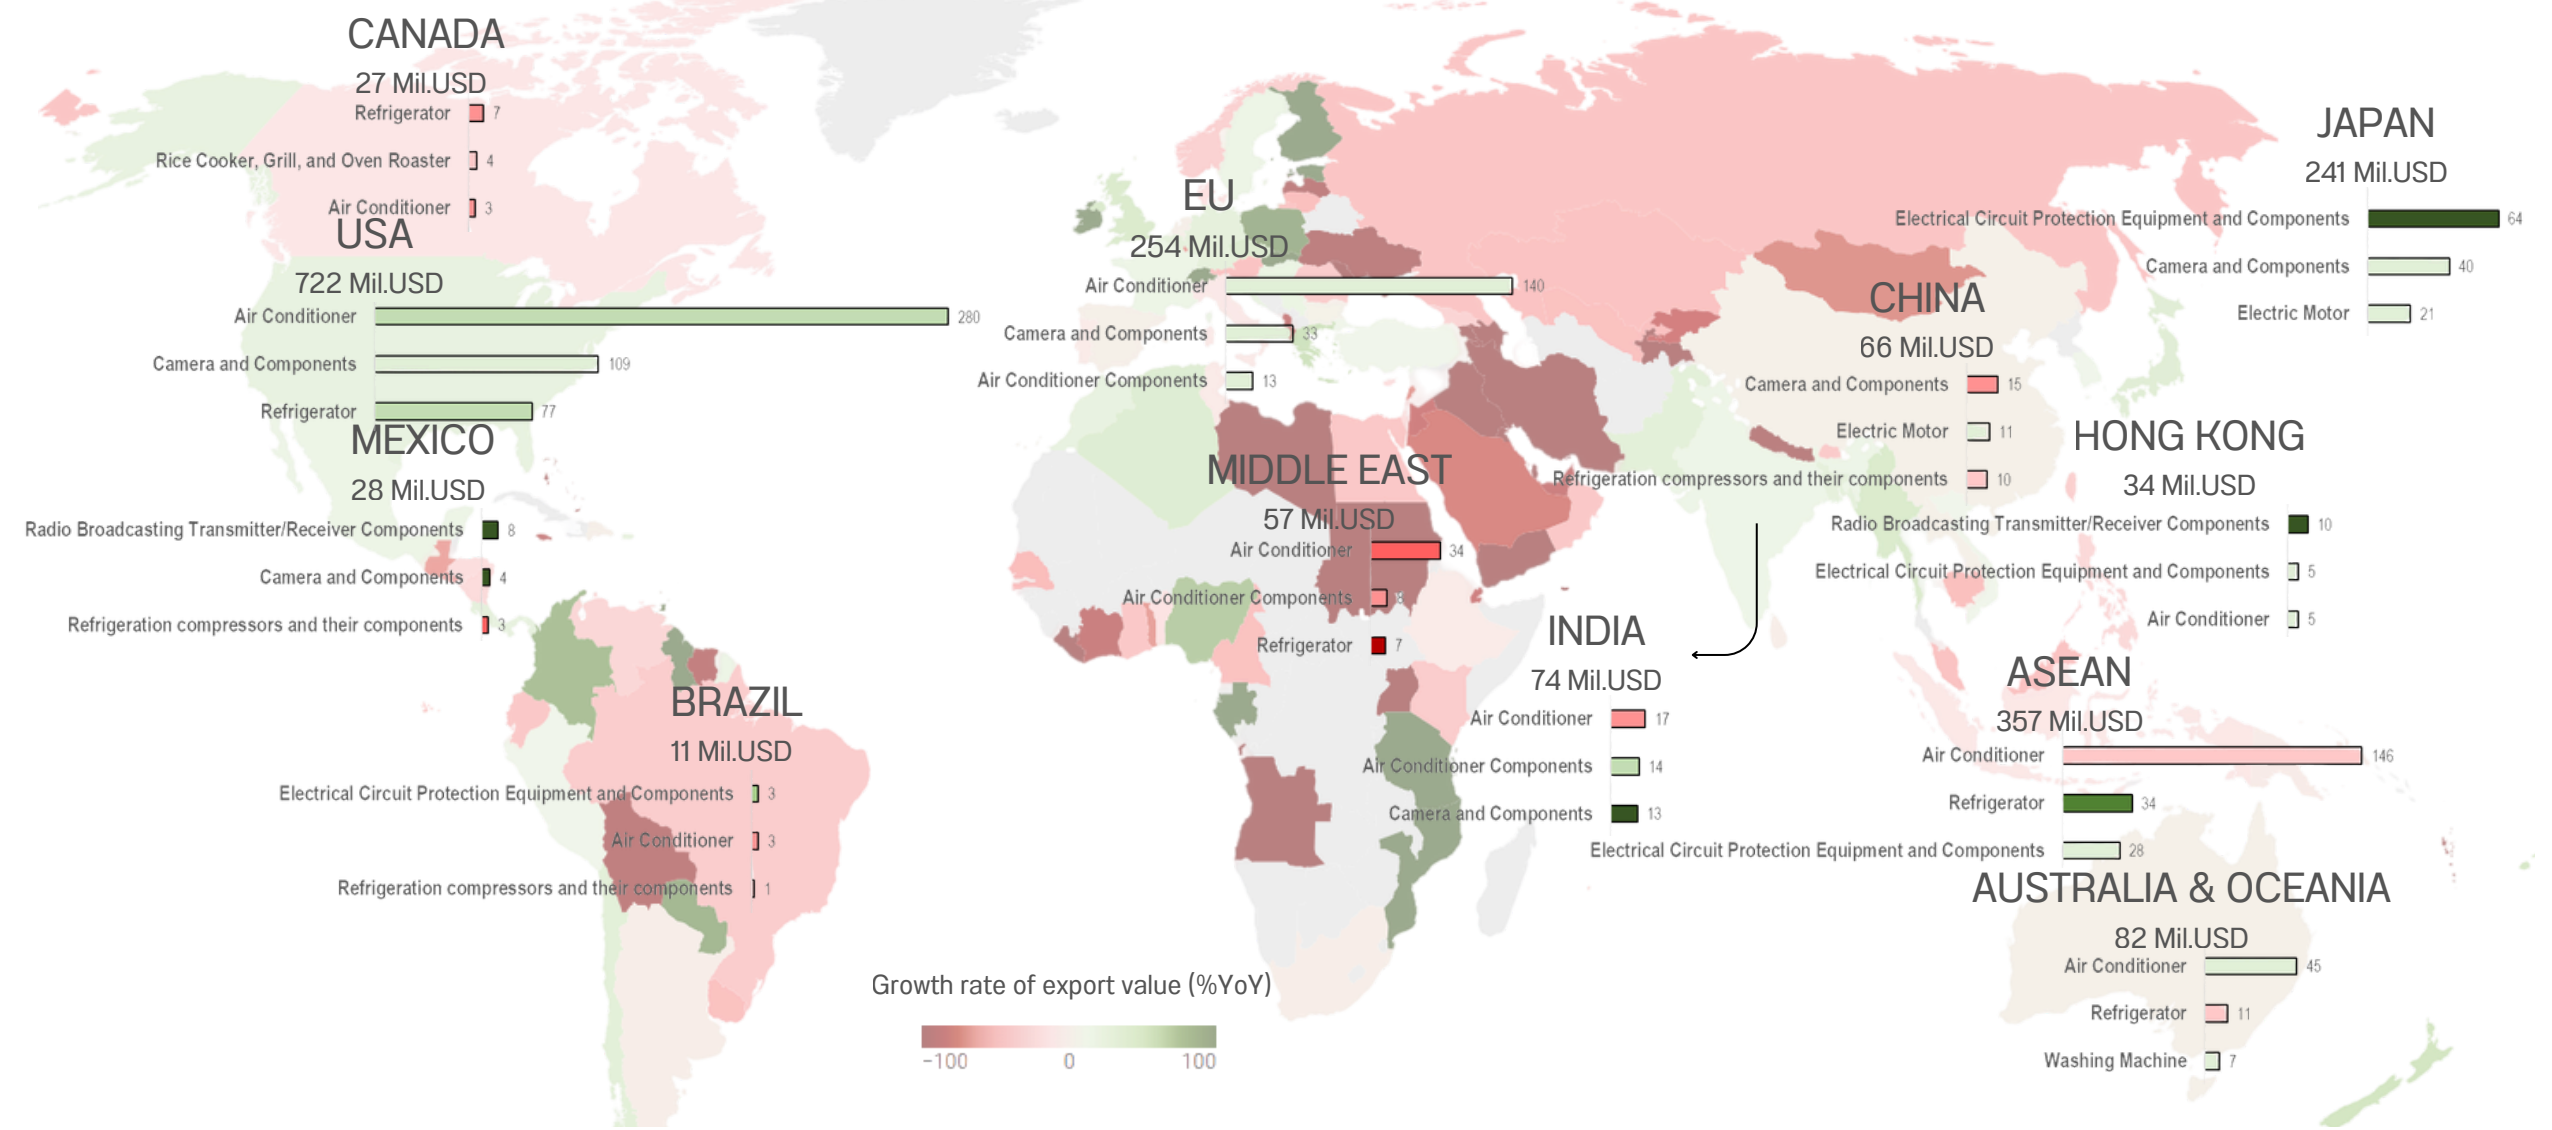 CANADA
27 Mil.USD
Refrigerator 7
Rice Cooker, Grill, and Oven Roaster 4
Air Conditioner 3
USA
722 Mil.USD
Air Conditioner 280
Camera and Components 109
Refrigerator 77
MEXICO
28 Mil.USD
Radio Broadcasting Transmitter/Receiver Components 8
Camera and Components 4
Refrigeration compressors and their components 3
BRAZIL
11 Mil.USD
Electrical Circuit Protection Equipment and Components 3
Air Conditioner 3
Refrigeration compressors and their components 1
EU
254 Mil.USD
Air Conditioner 140
Camera and Components 33
Air Conditioner Components 13
MIDDLE EAST
57 Mil.USD
Air Conditioner 34
Air Conditioner Components
Refrigerator 7
INDIA
74 Mil.USD
Air Conditioner 17
Air Conditioner Components 14
Camera and Components 13
JAPAN
241 Mil.USD
Electrical Circuit Protection Equipment and Components 64
Camera and Components 40
Electric Motor 21
CHINA
66 Mil.USD
Camera and Components 15
Electric Motor 11
Refrigeration compressors and their components 10
HONG KONG
34 Mil.USD
Radio Broadcasting Transmitter/Receiver Components 10
Electrical Circuit Protection Equipment and Components 5
Air Conditioner 5
ASEAN
357 Mil.USD
Air Conditioner 146
Refrigerator 34
Electrical Circuit Protection Equipment and Components 28
AUSTRALIA & OCEANIA
82 Mil.USD
Air Conditioner 45
Refrigerator 11
Washing Machine 7
Growth rate of export value (%YoY)
-100 0 100